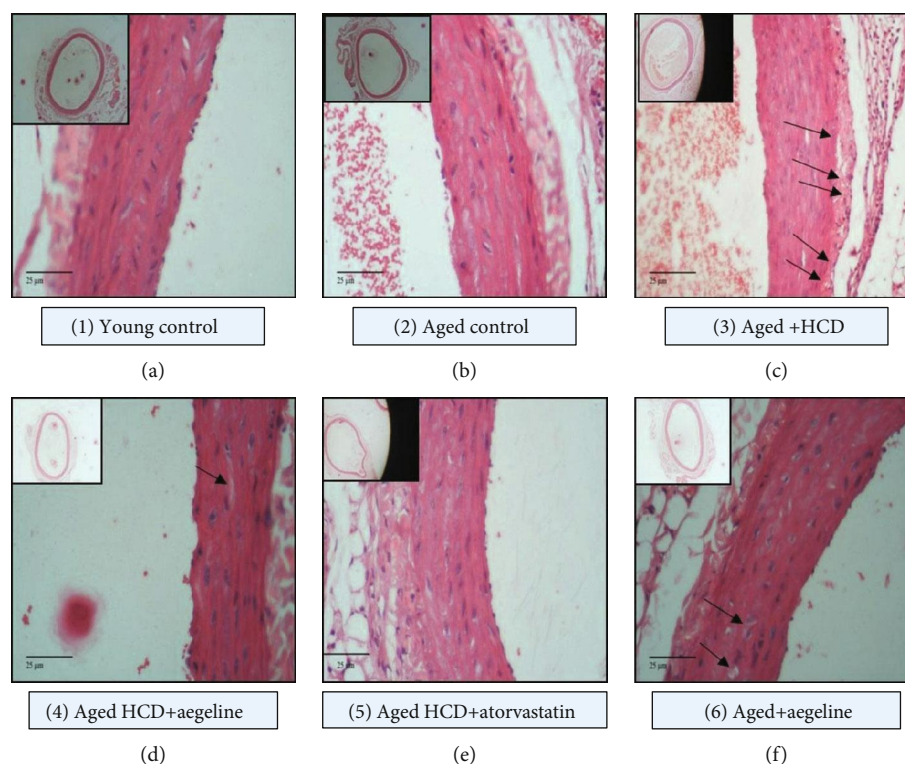 25 µm
25 µm
25 µm
(1) Young control
(2) Aged control
(3) Aged +HCD
(a)
(b)
(c)
25 µm
25 µm
25 µm
(4) Aged HCD+aegeline
(5) Aged HCD+atorvastatin
(6) Aged+aegeline
(d)
(e)
(f)